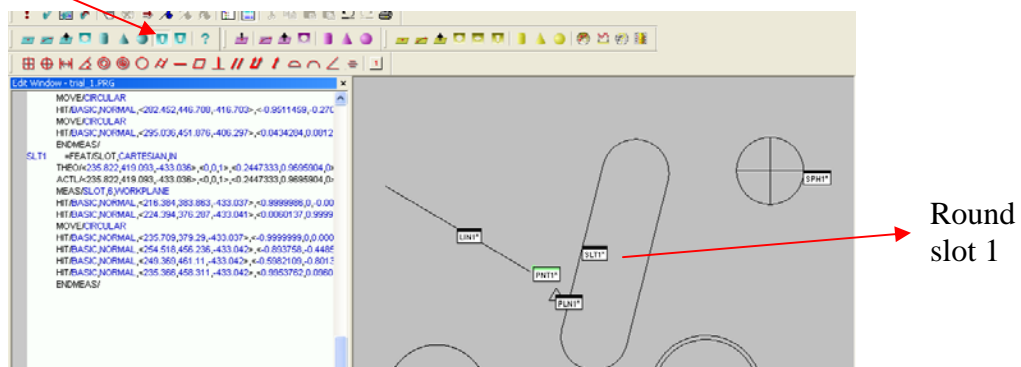 Edit Window - trial_1.PRG
MOVE/CIRCULAR
HIT/BASIC,NORMAL,<282.452,446.708,-416.703>,<-0.9511459,-0.270
MOVE/CIRCULAR
HIT/BASIC,NORMAL,<295.036,451.876,-406.297>,<0.0434284,0.0812
ENDMEAS/
SLT1 =FEAT/SLOT,CARTESIAN,IN
THEO/<235.822,419.093,-433.036>,<0,0,1>,<0.2447333,0.9695904,0>
ACTL/<235.822,419.093,-433.036>,<0,0,1>,<0.2447333,0.9695904,0>
MEAS/SLOT,6,WORKPLANE
HIT/BASIC,NORMAL,<216.384,383.863,-433.037>,<0.9999986,0,-0.00
HIT/BASIC,NORMAL,<224.394,376.287,-433.041>,<0.0060137,0.9999
MOVE/CIRCULAR
HIT/BASIC,NORMAL,<235.709,379.29,-433.037>,<-0.9999999,0,0.000
HIT/BASIC,NORMAL,<254.518,456.236,-433.042>,<-0.893758,-0.4485
HIT/BASIC,NORMAL,<249.369,461.11,-433.042>,<-0.5982109,-0.8013
HIT/BASIC,NORMAL,<235.366,458.311,-433.042>,<0.9953762,0.0960
ENDMEAS/
SPH1*
LIN1*
SLT1*
PNT1*
PLN1*
Round
slot 1